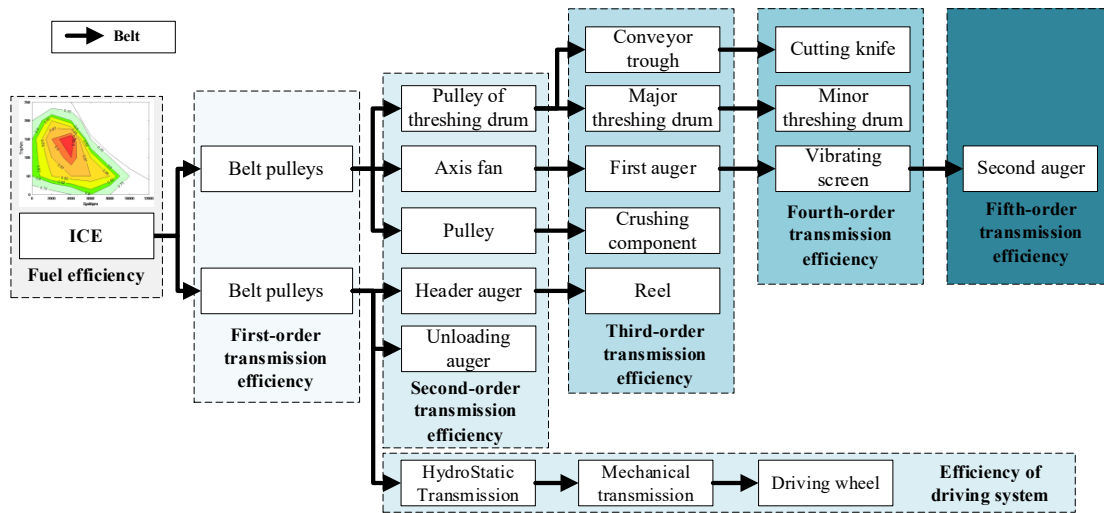 Belt
ICE
Fuel efficiency
Belt pulleys
Belt pulleys
First-order
transmission
efficiency
Pulley of
threshing drum
Axis fan
Pulley
Header auger
Unloading
auger
Second-order
transmission
efficiency
Conveyor
trough
Major
threshing drum
First auger
Crushing
component
Reel
Third-order
transmission
efficiency
Cutting knife
Minor
threshing drum
Vibrating
screen
Fourth-order
transmission
efficiency
Second auger
Fifth-order
transmission
efficiency
HydroStatic
Transmission
Mechanical
transmission
Driving wheel
Efficiency of
driving system